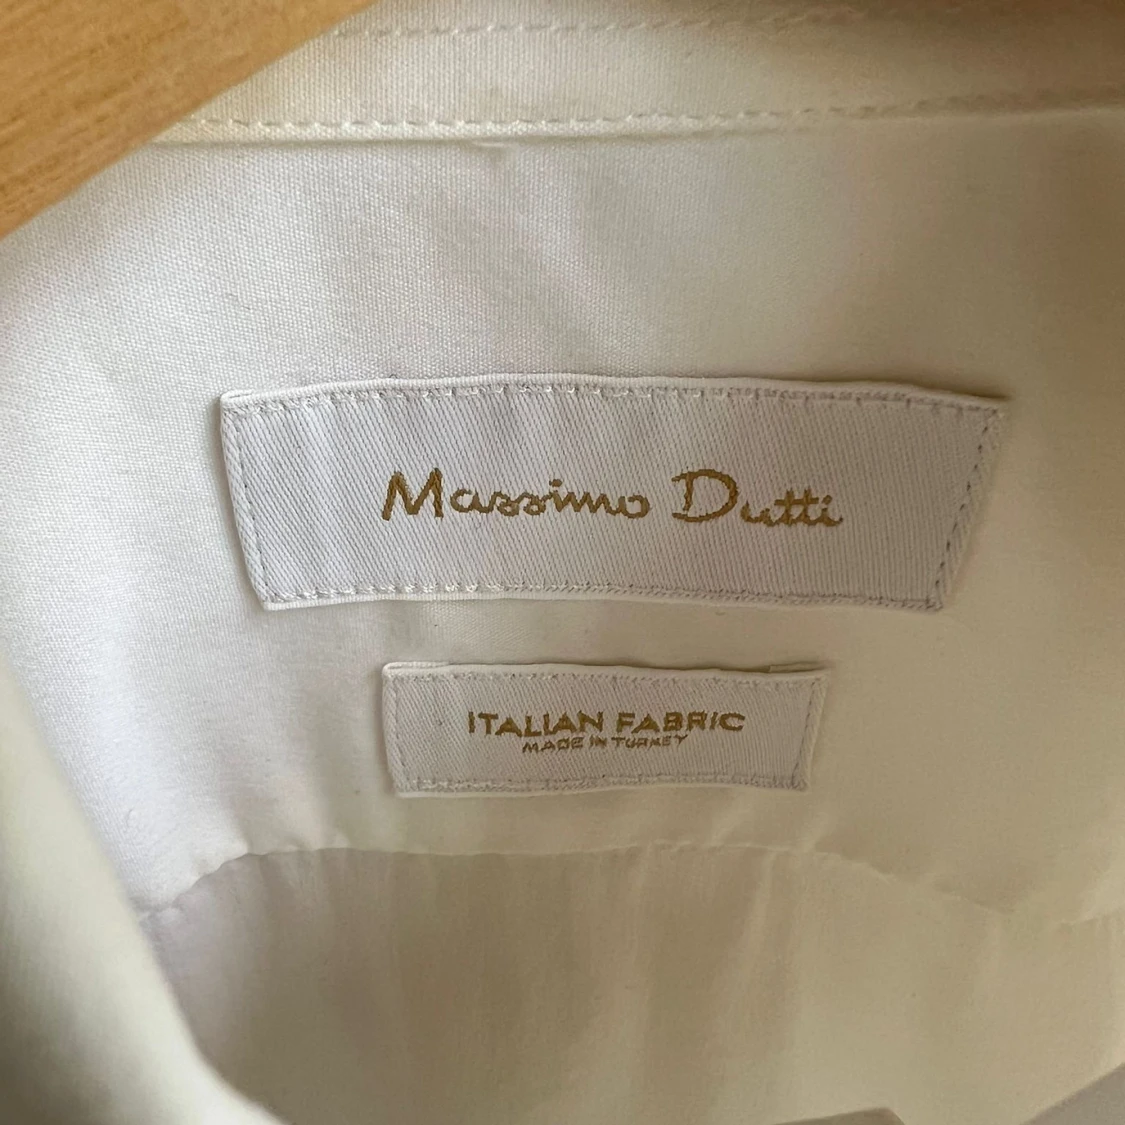 Massimo Dutti
ITALIAN FABRIC
MADE IN TURKEY